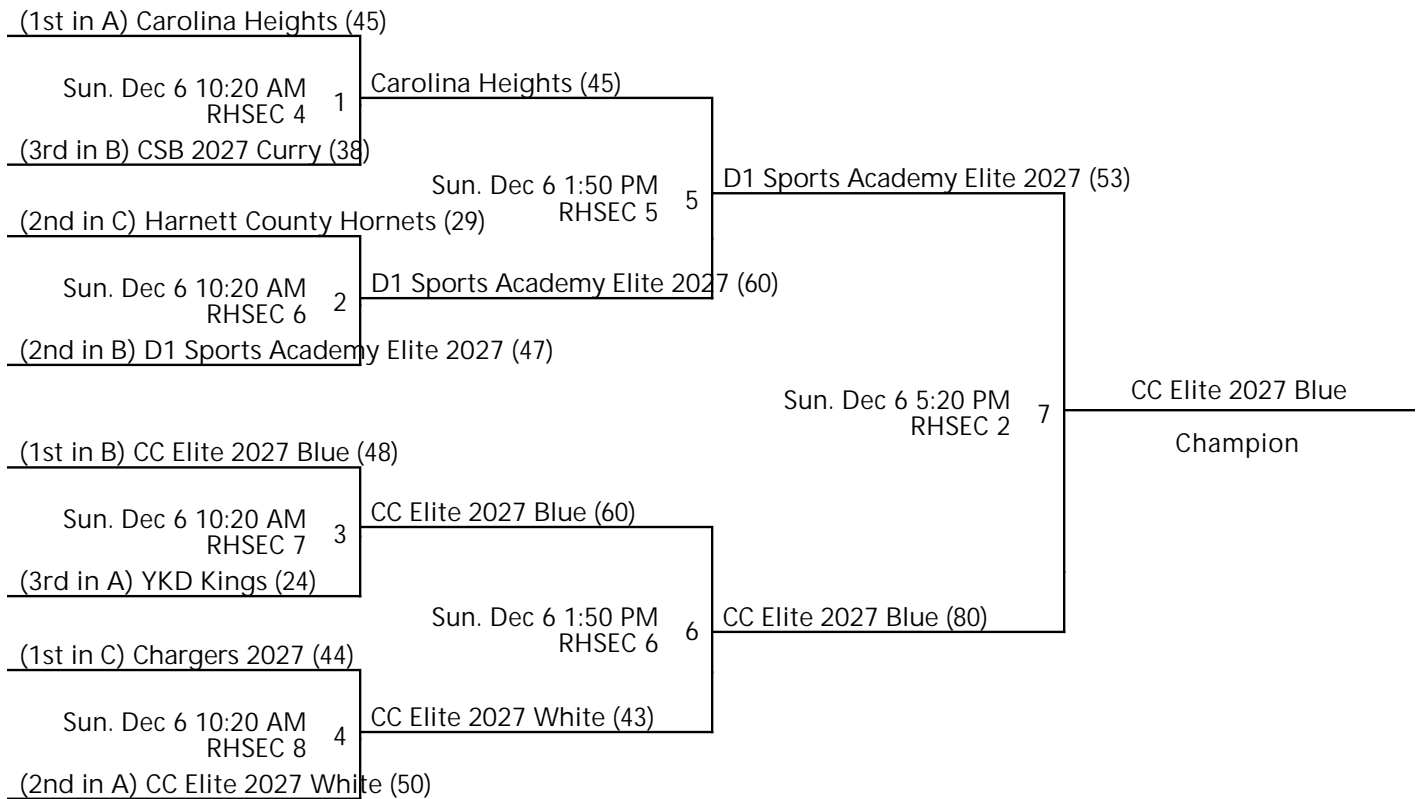 (1st in A) Carolina Heights (45)
Sun. Dec 6 10:20 AM
RHSEC 4
1
(3rd in B) CSB 2027 Curry (38)
Carolina Heights (45)
(2nd in C) Harnett County Hornets (29)
Sun. Dec 6 10:20 AM
RHSEC 6
2
(2nd in B) D1 Sports Academy Elite 2027 (47)
D1 Sports Academy Elite 2027 (60)
Sun. Dec 6 1:50 PM
RHSEC 5
5
D1 Sports Academy Elite 2027 (53)
(1st in B) CC Elite 2027 Blue (48)
Sun. Dec 6 10:20 AM
RHSEC 7
3
(3rd in A) YKD Kings (24)
CC Elite 2027 Blue (60)
(1st in C) Chargers 2027 (44)
Sun. Dec 6 10:20 AM
RHSEC 8
4
(2nd in A) CC Elite 2027 White (50)
CC Elite 2027 White (43)
Sun. Dec 6 1:50 PM
RHSEC 6
6
CC Elite 2027 Blue (80)
Sun. Dec 6 5:20 PM
RHSEC 2
7
CC Elite 2027 Blue
Champion